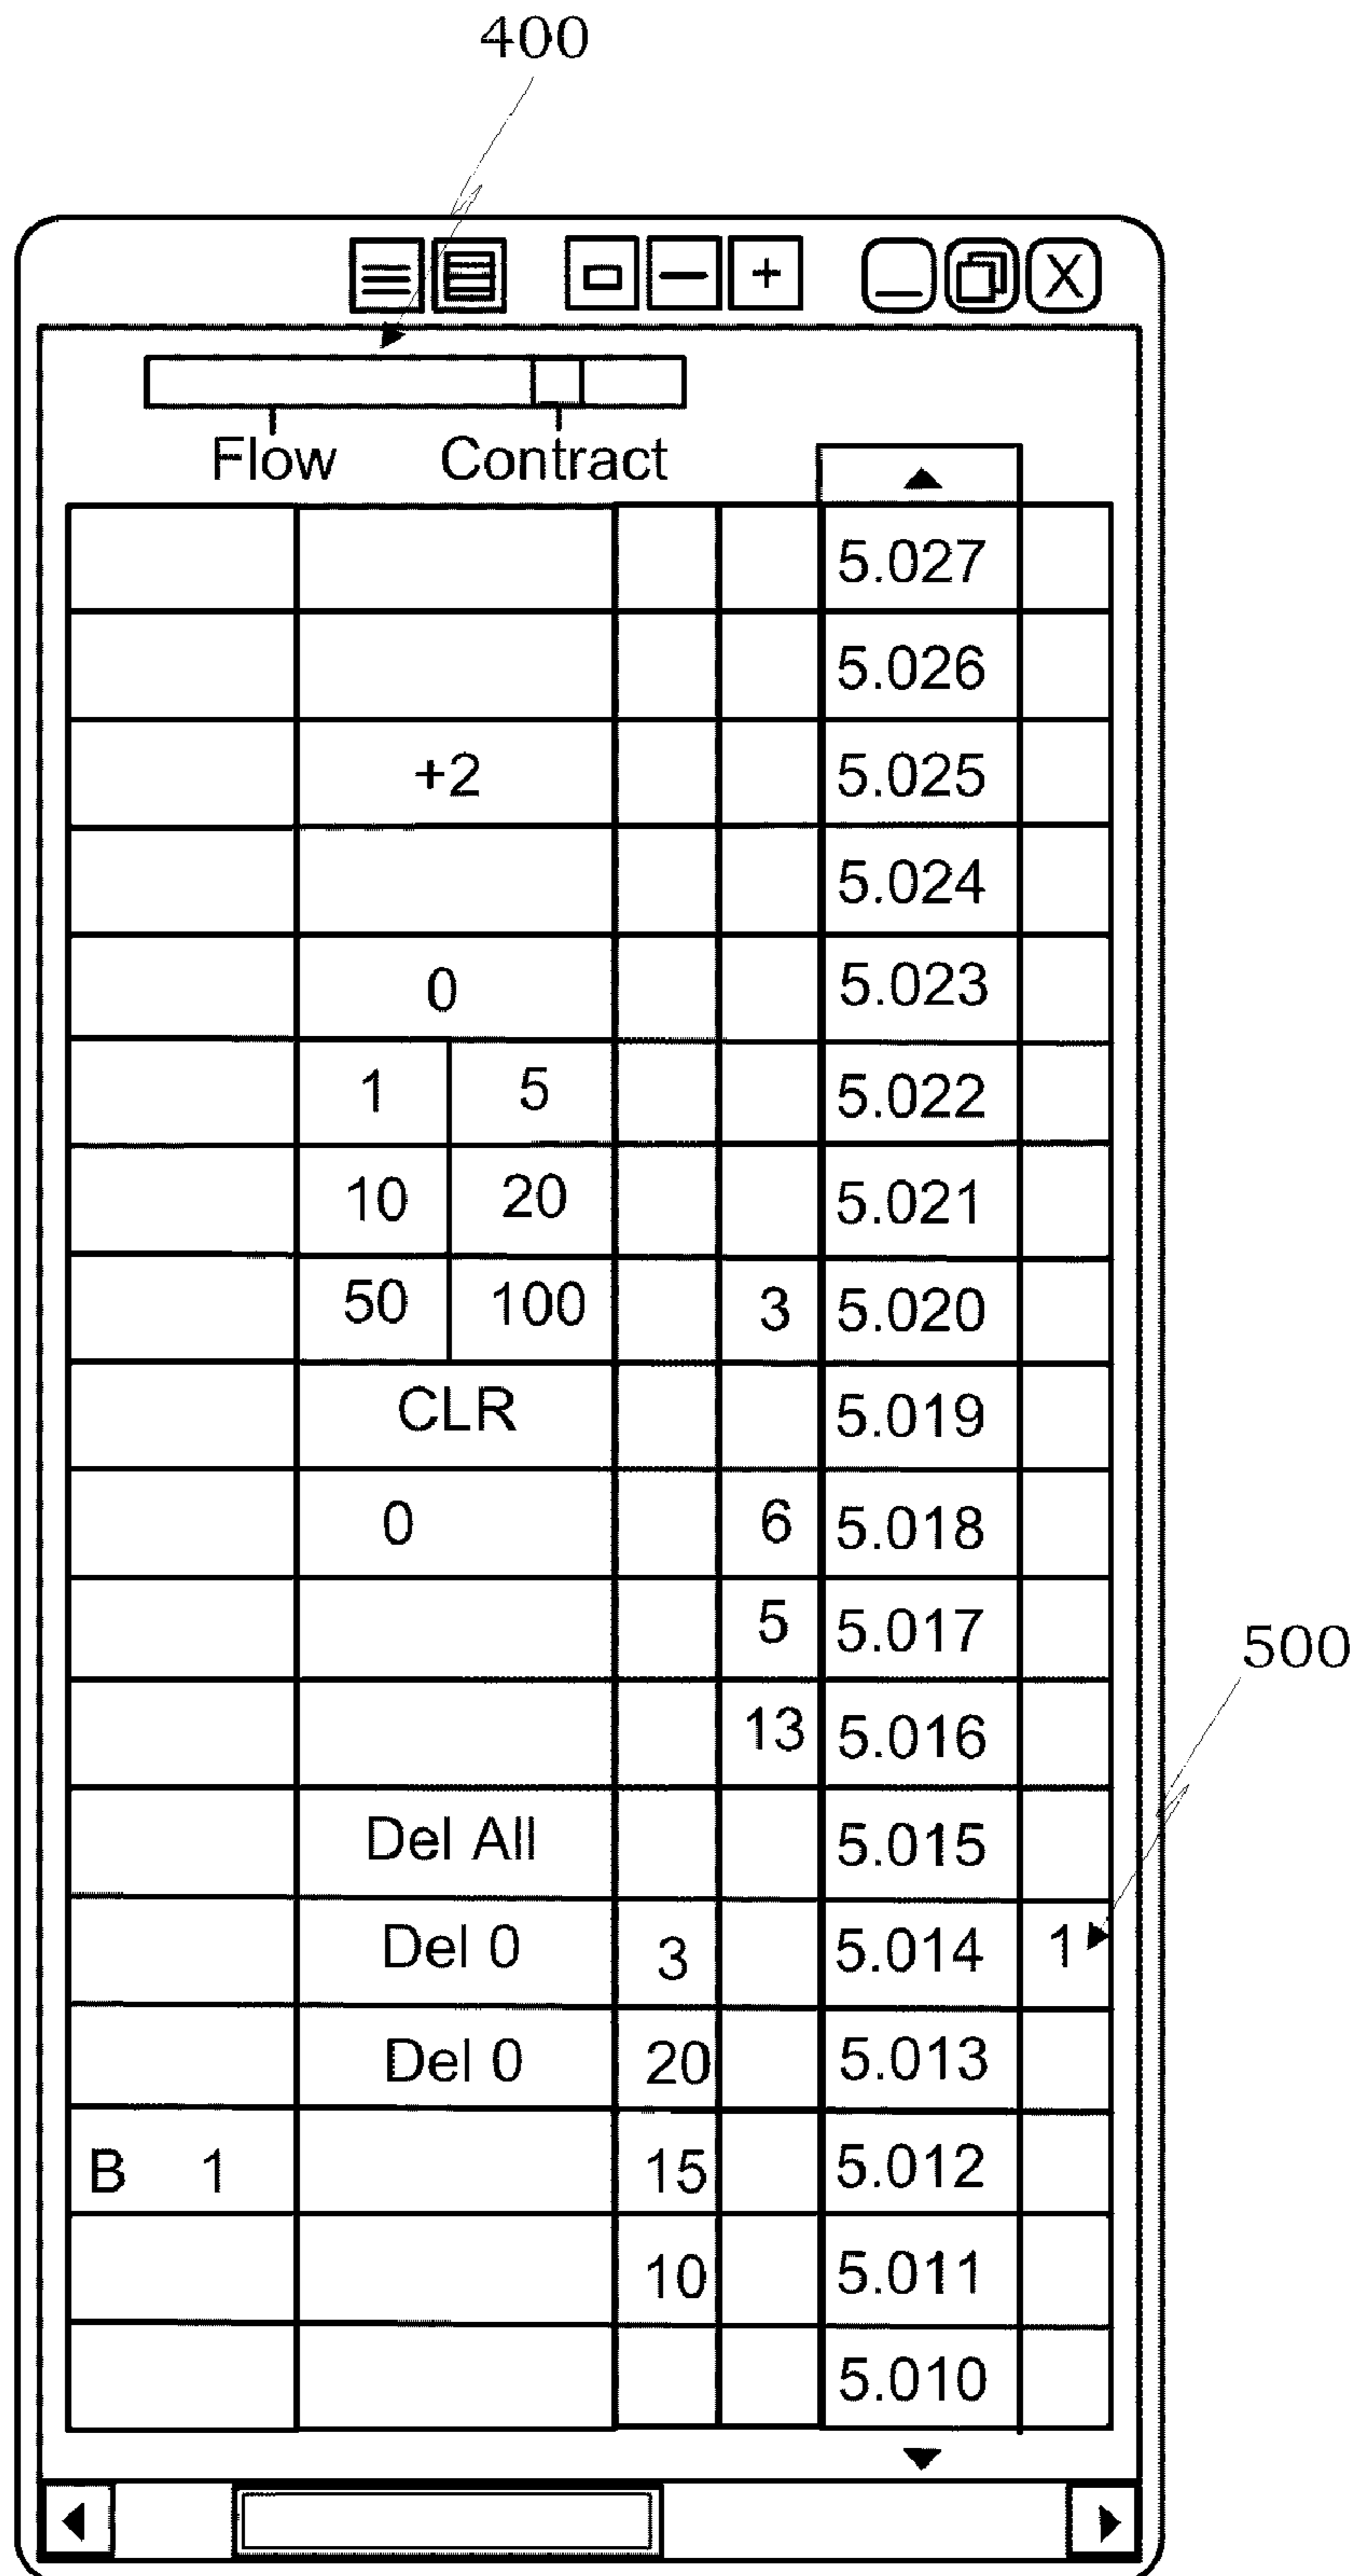 400
X
Flow Contract
5.027
5.026
+2 5.025
5.024
0 5.023
1 5 5.022
10 20 5.021
50 100 3 5.020
CLR 5.019
0 6 5.018
5 5.017
500
13 5.016
Del All 5.015
Del 0 3 5.014 1
Del 0 20 5.013
B 1 15 5.012
10 5.011
5.010